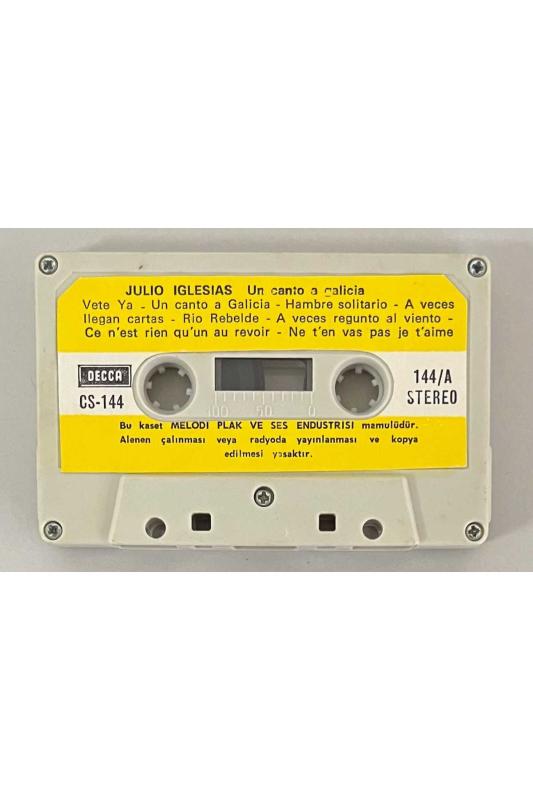 JULIO IGLESIAS Un canto a galicia
Vete Ya - Un canto a Galicia - Hambre solitario - A veces
llegan cartas - Rio Rebelde - A veces regunto al viento -
Ce n'est rien qu'un au revoir - Ne t'en vas pas je t'aime
DECCA
CS-144
100 50 0
144/A
STEREO
Bu kaset MELODİ PLAK VE SES ENDUSTRISI mamulüdür.
Alenen çalınması veya radyoda yayınlanması ve kopya
edilmesi yasaktır.